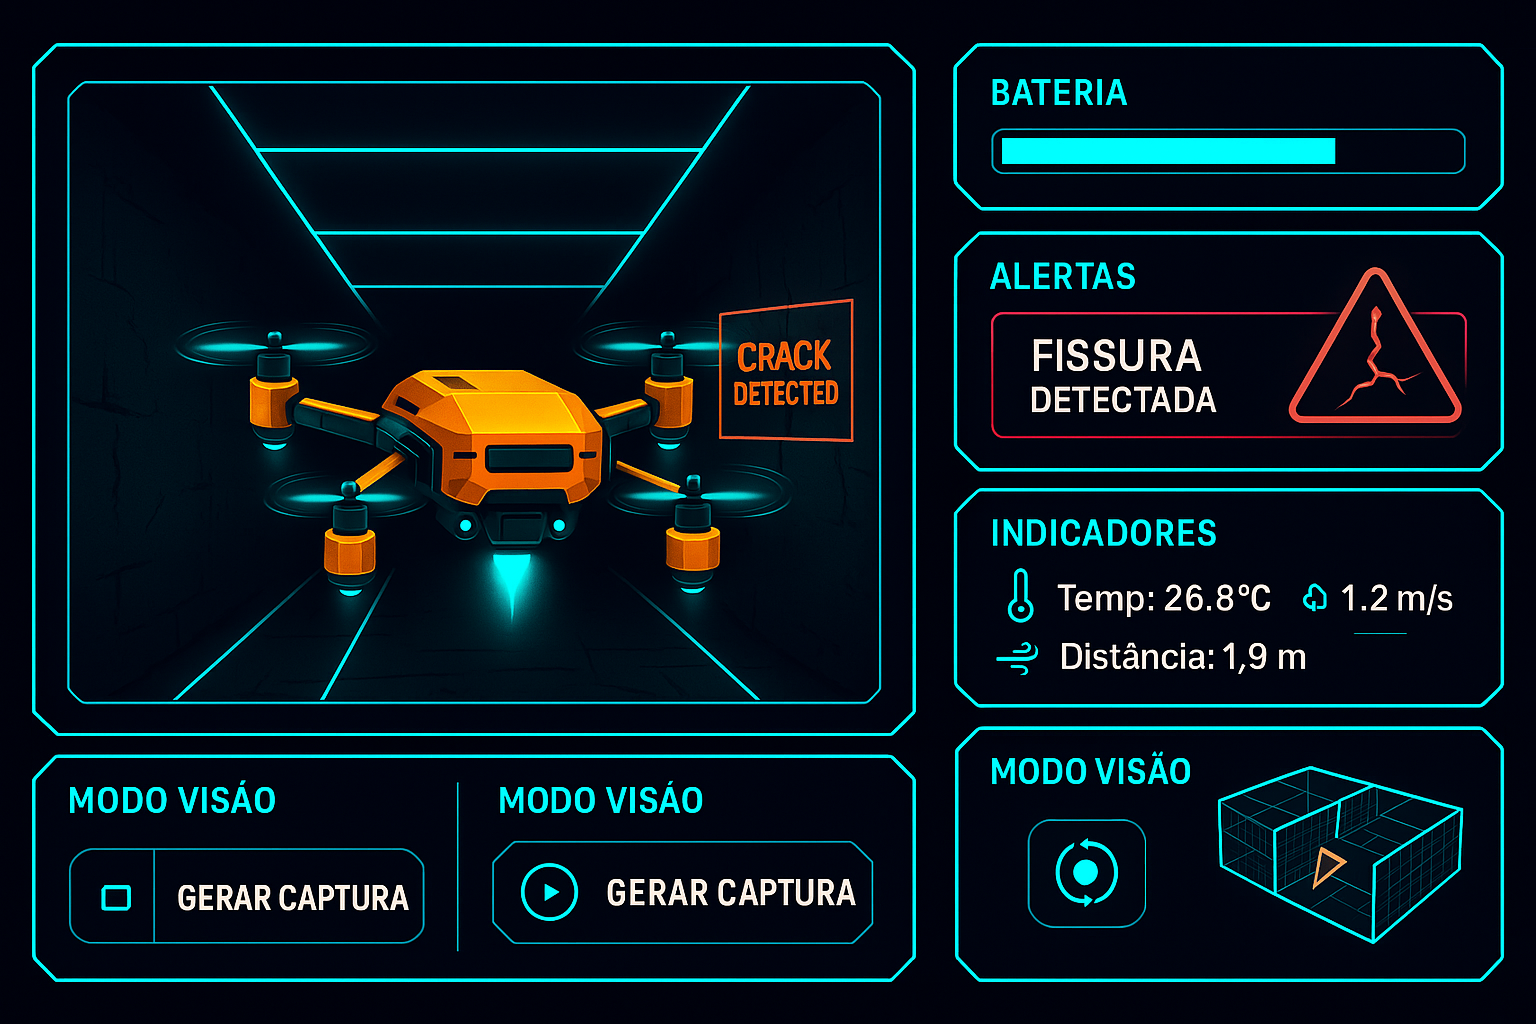 CRACK
DETECTED
BATERIA
ALERTAS
FISSURA
DETECTADA
INDICADORES
Temp: 26.8°C 1.2 m/s
Distância: 1,9 m
MODO VISÁO
GERAR CAPTURA
MODO VISÁO
GERAR CAPTURA
MODO VISÃO